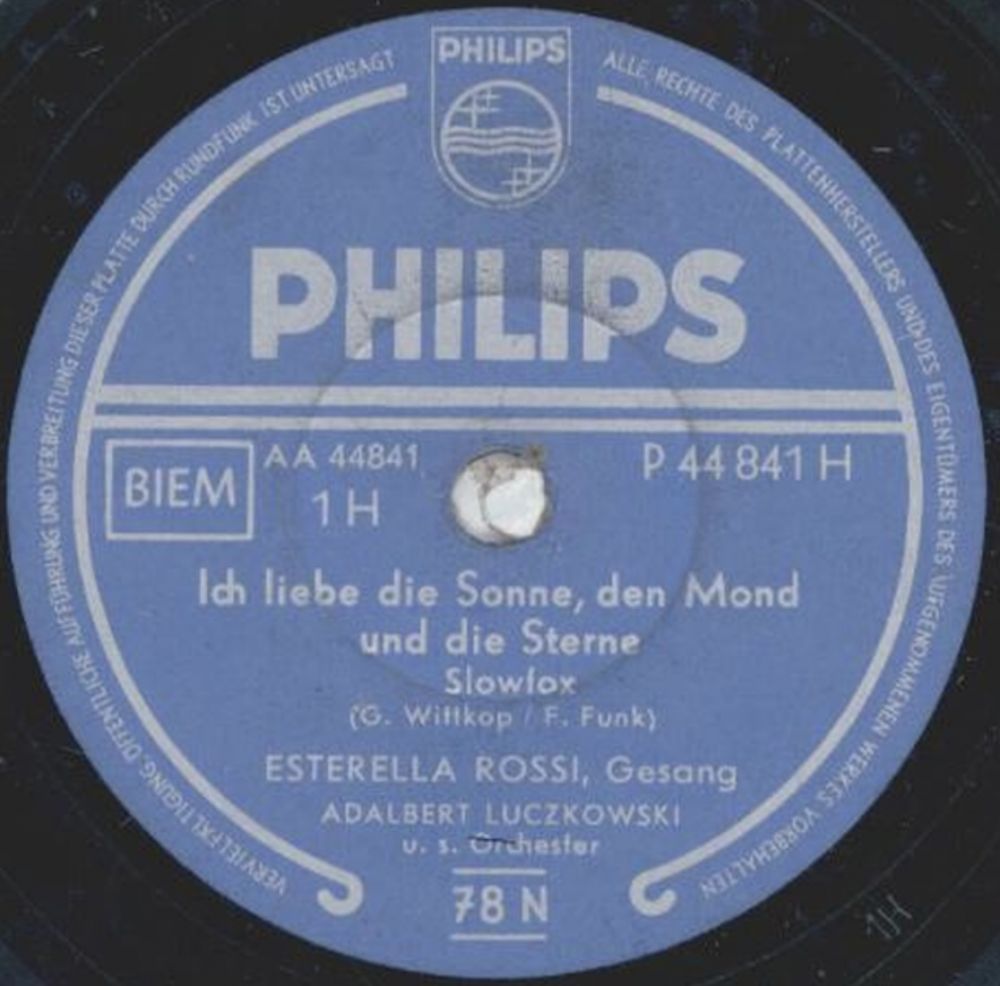 PHILIPS
VERVIELFÄLTIGUNG, ÖFFENTLICHE AUFFÜHRUNG UND VERBREITUNG DIESER PLATTE DURCH RUNDFUNK IST UNTERSAGT
ALLE RECHTE DES PLATTENHERSTELLERS UND DES EIGENTÜMERS DES AUFGENOMMENEN WERKES VORBEHALTEN
PHILIPS
BIEM
AA 44841
1 H
P 44 841 H
Ich liebe die Sonne, den Mond
und die Sterne
Slowfox
(G. Wittkop / F. Funk)
ESTERELLA ROSSI, Gesang
ADALBERT LUCZKOWSKI
u. s. Orchester
78 N
1H